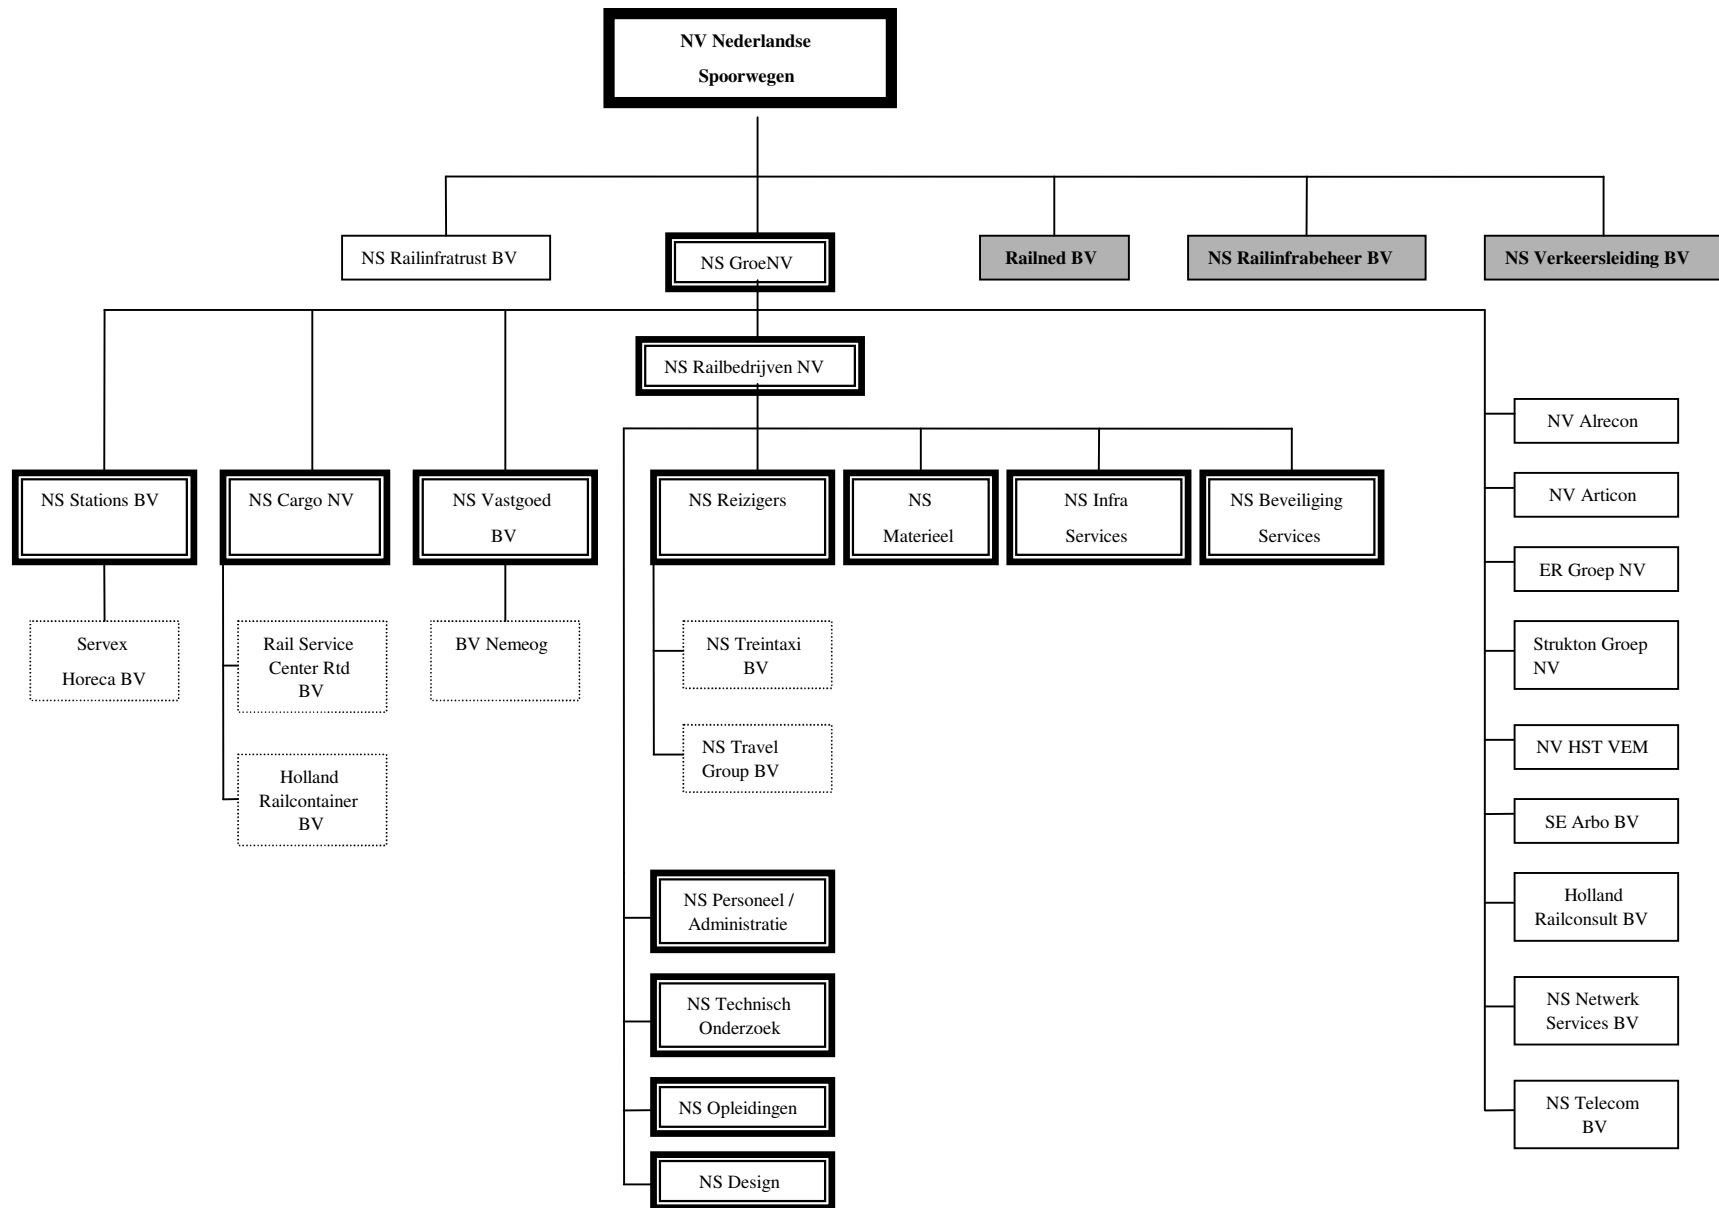 NV Nederlandse
Spoorwegen
NS Railinfratrust BV
NS GroeNV
Railned BV
NS Railinfrabeheer BV
NS Verkeersleiding BV
NS Railbedrijven NV
NV Alrecon
NS Stations BV
NS Cargo NV
NS Vastgoed
BV
NS Reizigers
NS
Materieel
NS Infra
Services
NS Beveiliging
Services
NV Articon
ER Groep NV
Servex
Horeca BV
Rail Service
Center Rtd
BV
BV Nemeog
NS Treintaxi
BV
Strukton Groep
NV
Holland
Railcontainer
BV
NS Travel
Group BV
NV HST VEM
SE Arbo BV
NS Personeel /
Administratie
Holland
Railconsult BV
NS Technisch
Onderzoek
NS Netwerk
Services BV
NS Opleidingen
NS Telecom
BV
NS Design